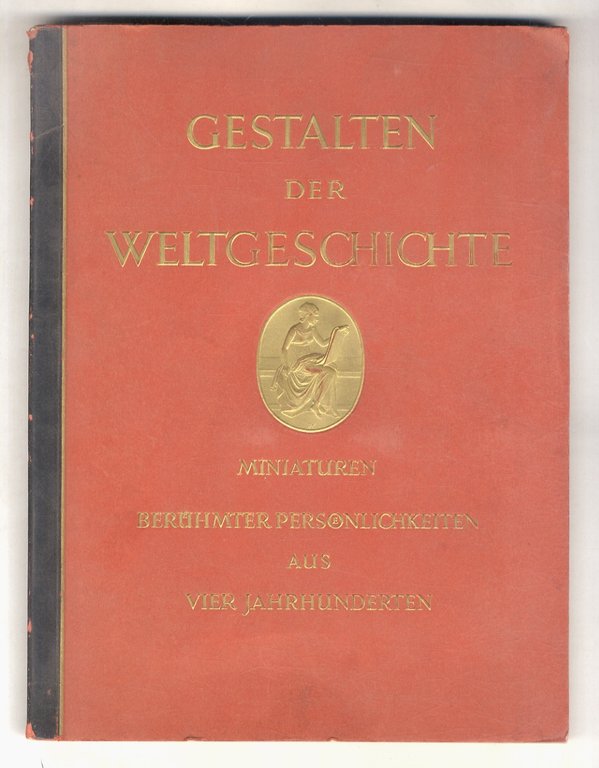 GESTALTEN
DER
WELTGESCHICHTE
MINIATUREN
BERÜHMTER PERSÖNLICHKEITEN
AUS
VIER JAHRHUNDERTEN